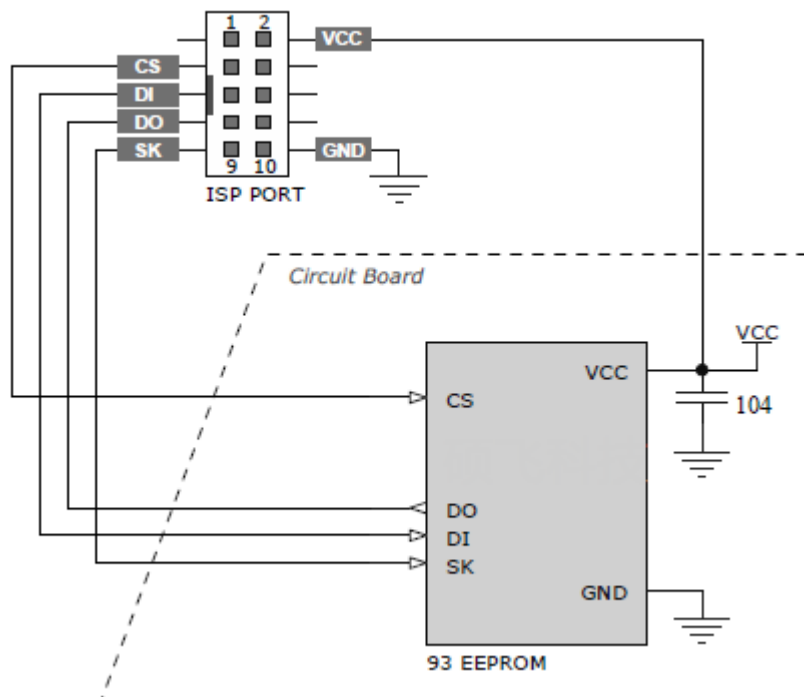 1 2
VCC
CS
DI
DO
SK
GND
9 10
ISP PORT
Circuit Board
VCC
VCC
CS
104
DO
DI
SK
GND
93 EEPROM